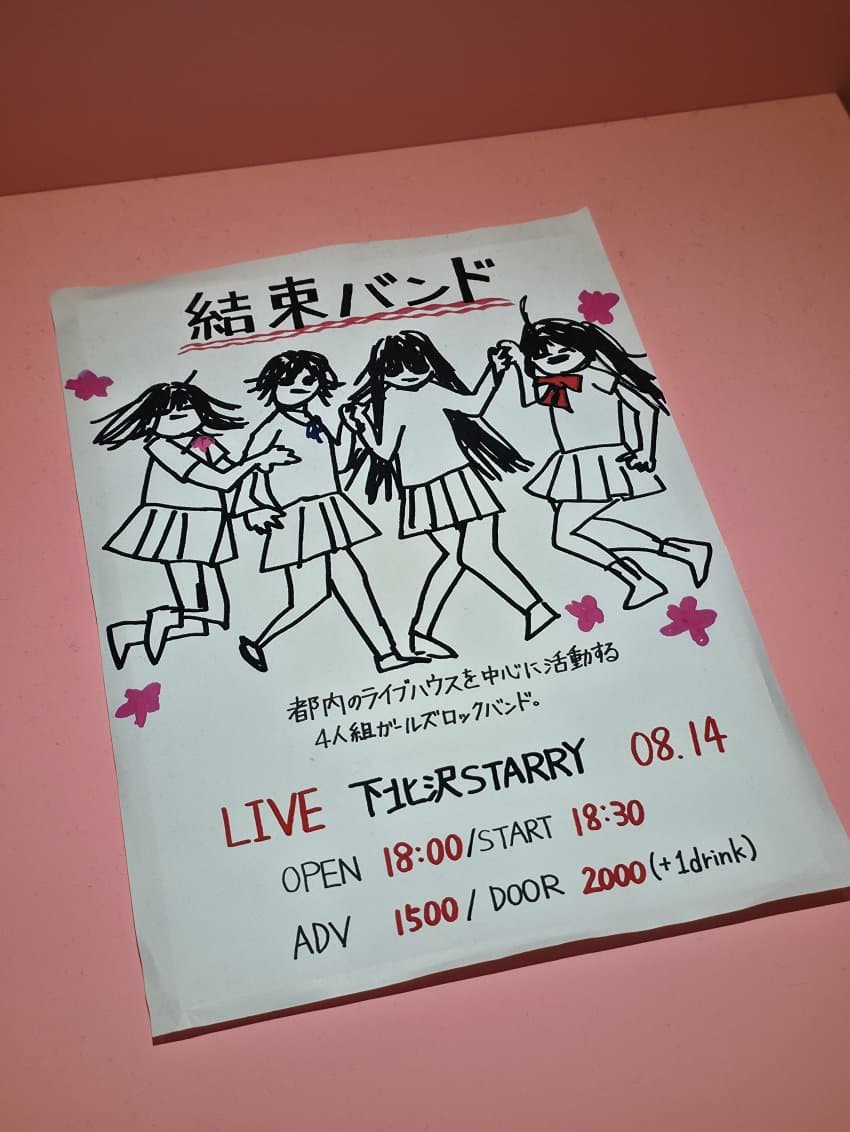 結束バンド
都内のライブハウスを中心に活動する
4人組ガールズロックバンド。
LIVE 下北沢STARRY 08.14
OPEN 18:00/START 18:30
ADV 1500/DOOR 2000(+1drink)